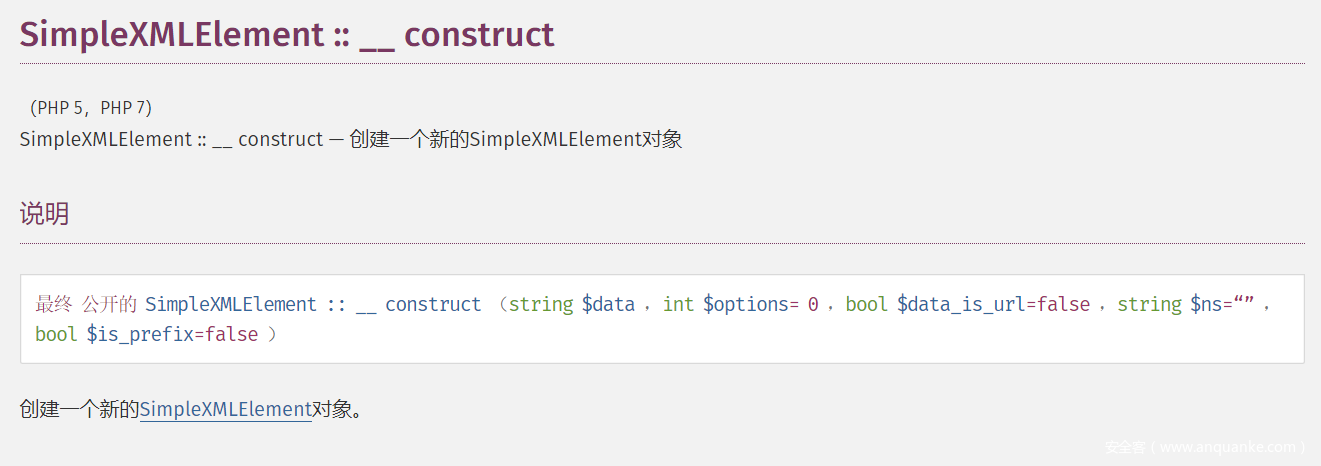 SimpleXMLElement :: __ construct
（PHP 5，PHP 7）
SimpleXMLElement :: __ construct — 创建一个新的SimpleXMLElement对象
说明
最终 公开的 SimpleXMLElement :: __ construct （string $data ，int $options= 0 ，bool $data_is_url=false ，string $ns=“” ，
bool $is_prefix=false ）
创建一个新的SimpleXMLElement对象。
安全客（www.anquanke.com）